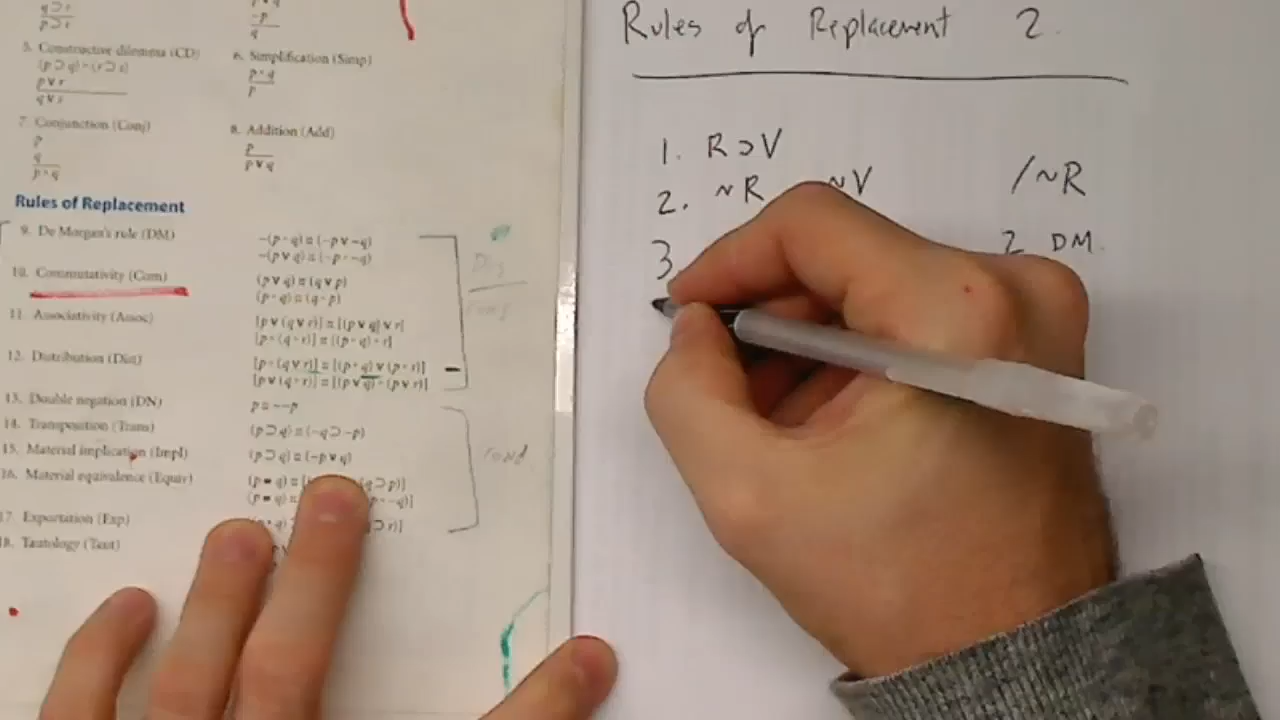 5. Constructive dilemma (CD)
(p ⊃ q) · (r ⊃ s)
p ∨ r
q ∨ s
6. Simplification (Simp)
p · q
p
7. Conjunction (Conj)
p
q
p · q
8. Addition (Add)
p
p ∨ q
Rules of Replacement
9. De Morgan's rule (DM)
~(p · q) ≡ (~p ∨ ~q)
~(p ∨ q) ≡ (~p · ~q)
10. Commutativity (Com)
(p ∨ q) ≡ (q ∨ p)
(p · q) ≡ (q · p)
11. Associativity (Assoc)
[p ∨ (q ∨ r)] ≡ [(p ∨ q) ∨ r]
[p · (q · r)] ≡ [(p · q) · r]
12. Distribution (Dist)
[p · (q ∨ r)] ≡ [(p · q) ∨ (p · r)]
[p ∨ (q · r)] ≡ [(p ∨ q) · (p ∨ r)]
13. Double negation (DN)
p ≡ ~~p
14. Transposition (Trans)
(p ⊃ q) ≡ (~q ⊃ ~p)
15. Material implication (Impl)
(p ⊃ q) ≡ (~p ∨ q)
16. Material equivalence (Equiv)
17. Exportation (Exp)
18. Tautology (Taut)
cond.
Rules of Replacement 2.
1. R ⊃ V
2. ~R ~V /~R
3. 2 DM.